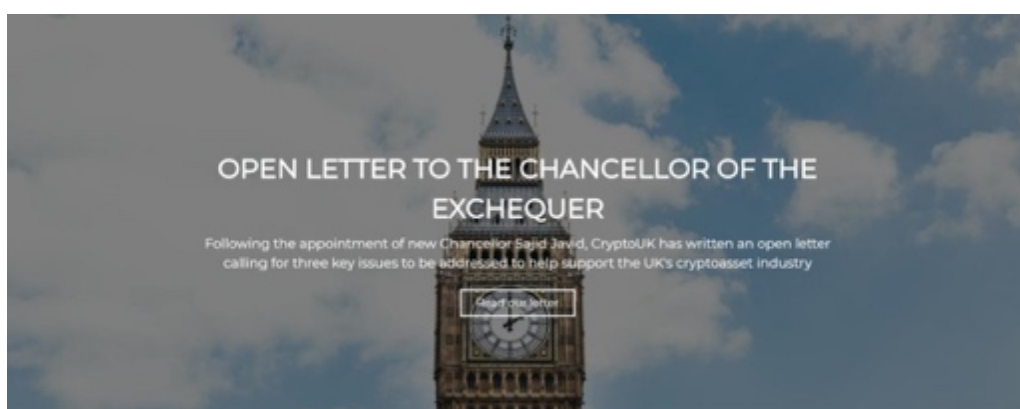 OPEN LETTER TO THE CHANCELLOR OF THE
EXCHEQUER
Following the appointment of new Chancellor Sajid Javid, CryptoUK has written an open letter
calling for three key issues to be addressed to help support the UK's cryptoasset industry
Read our letter